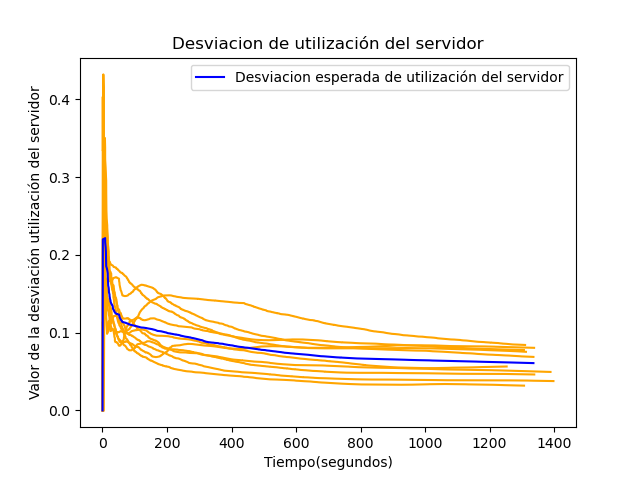 Desviacion de utilización del servidor
Desviacion esperada de utilización del servidor
Valor de la desviación utilización del servidor
0.4
0.3
0.2
0.1
0.0
0 200 400 600 800 1000 1200 1400
Tiempo(segundos)